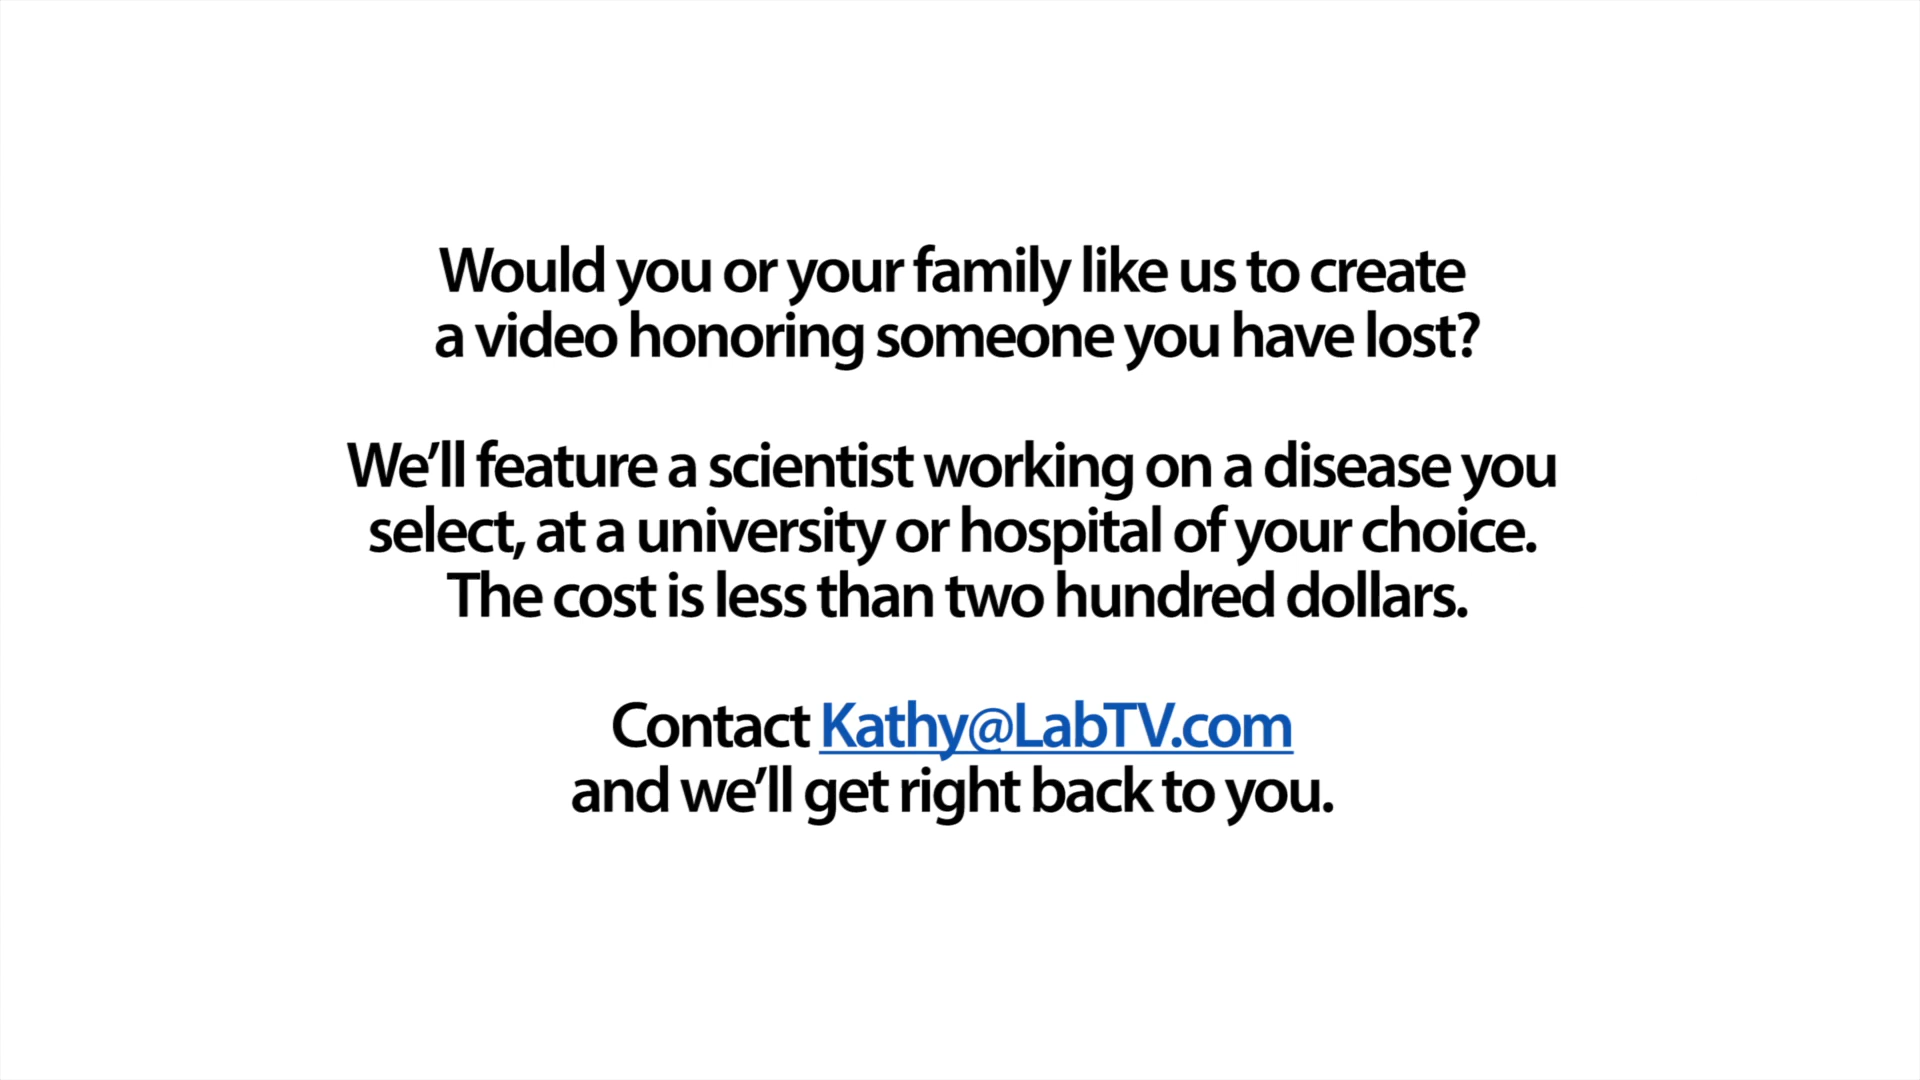 Would you or your family like us to create
a video honoring someone you have lost?
We’ll feature a scientist working on a disease you
select, at a university or hospital of your choice.
The cost is less than two hundred dollars.
Contact Kathy@LabTV.com
and we’ll get right back to you.